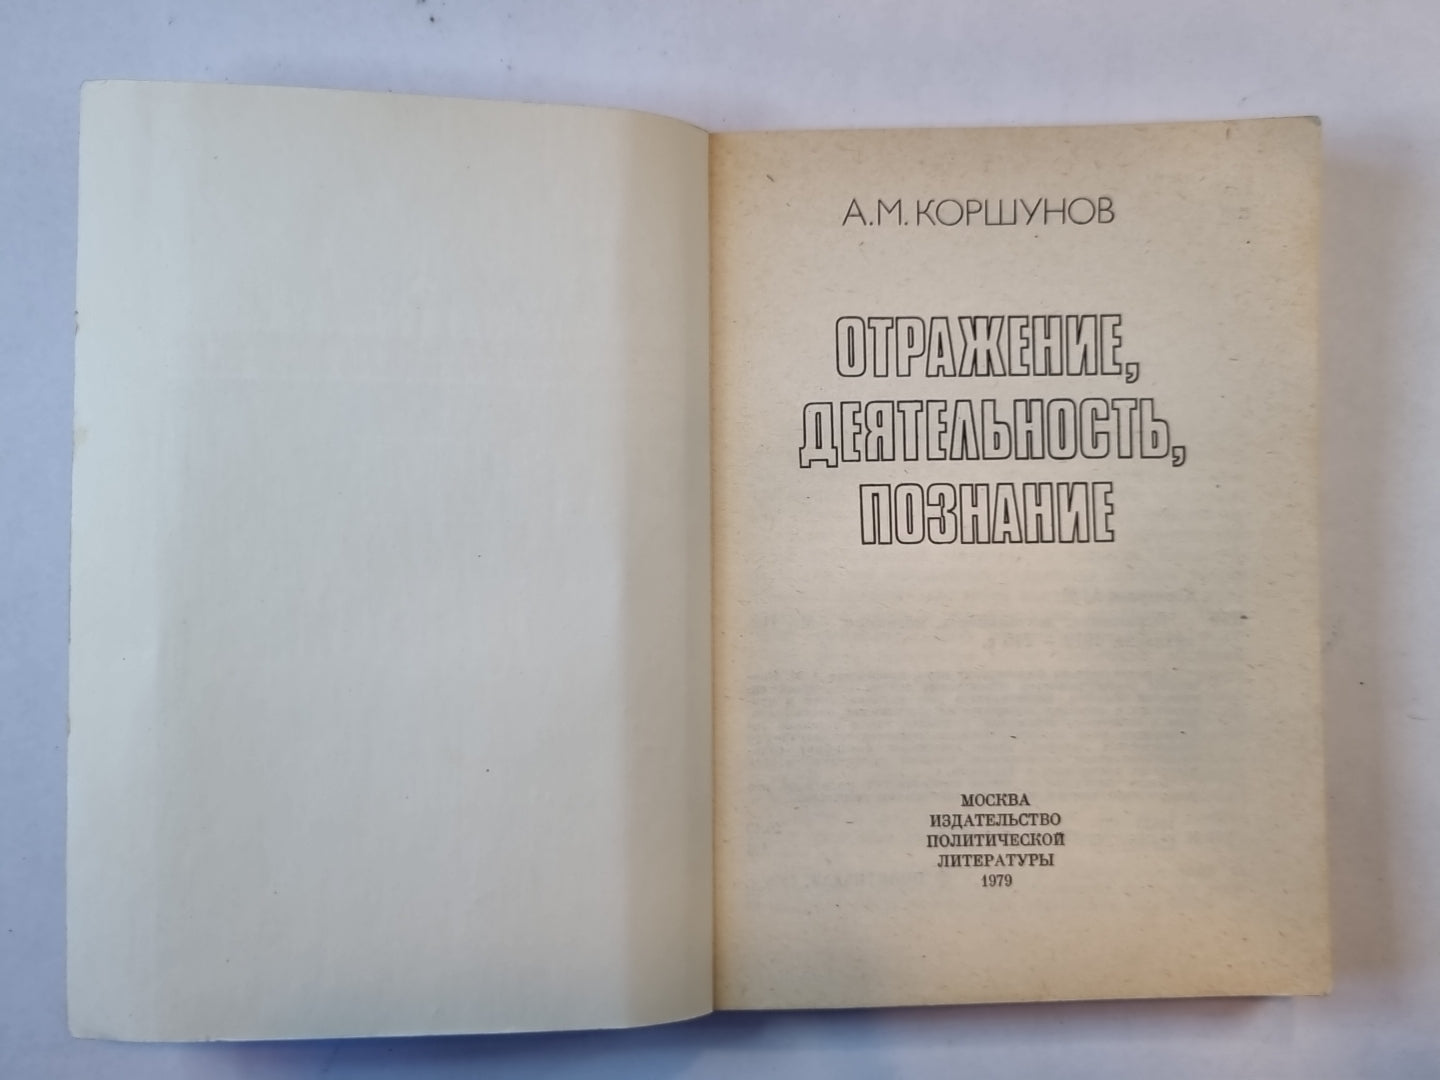 А.М. КОРШУНОВ
ОТРАЖЕНИЕ,
ДЕЯТЕЛЬНОСТЬ,
ПОЗНАНИЕ
МОСКВА
ИЗДАТЕЛЬСТВО
ПОЛИТИЧЕСКОЙ
ЛИТЕРАТУРЫ
1979